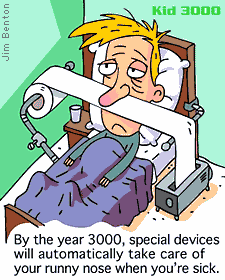 Jim Benton
Kid 3000
By the year 3000, special devices
will automatically take care of
your runny nose when you're sick.